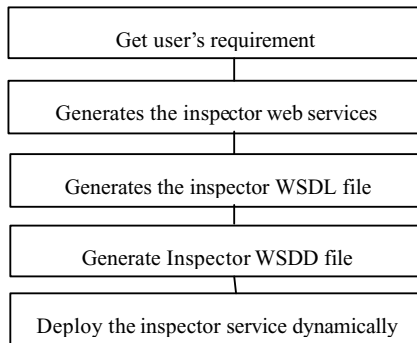 Get user’s requirement
Generates the inspector web services
Generates the inspector WSDL file
Generate Inspector WSDD file
Deploy the inspector service dynamically